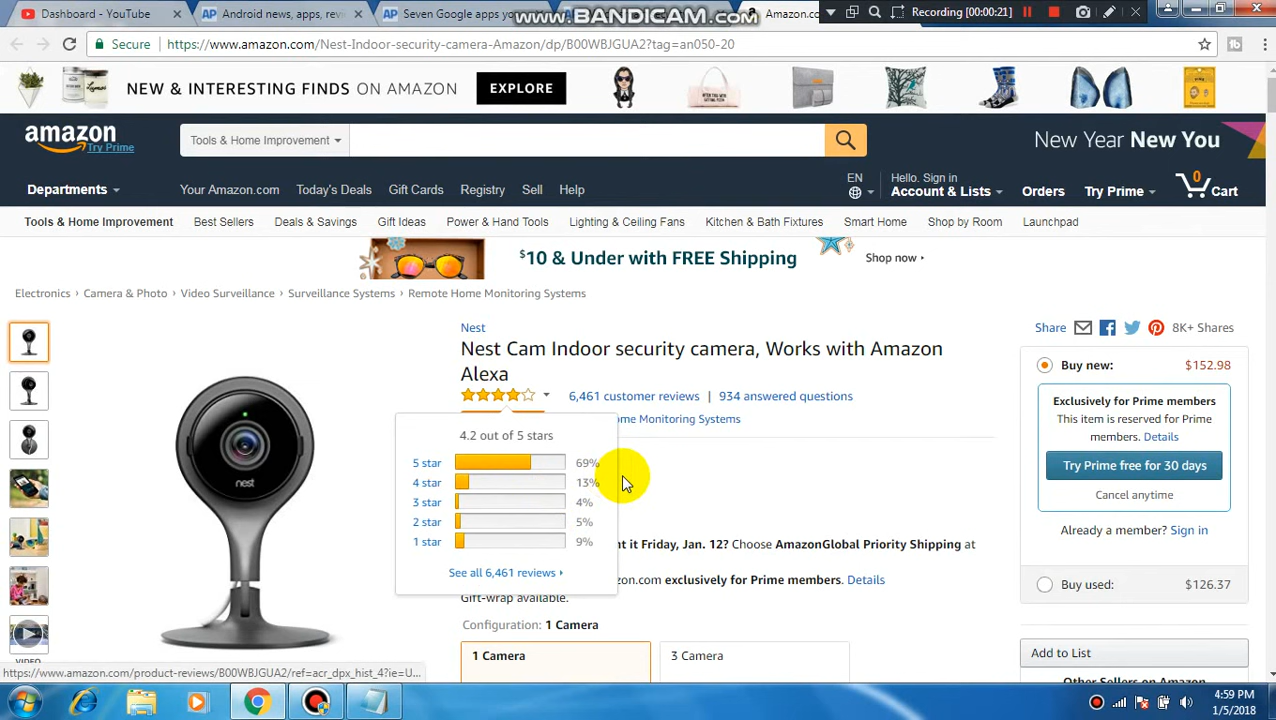 Dashboard - YouTube
Android news, apps, revi
Seven Google apps yo
Amazon.co
www.BANDICAM.com
Recording [00:00:21]
Secure
https://www.amazon.com/Nest-Indoor-security-camera-Amazon/dp/B00WBJGUA2?tag=an050-20
NEW & INTERESTING FINDS ON AMAZON
EXPLORE
amazon
Try Prime
Tools & Home Improvement
New Year New You
Departments
Your Amazon.com
Today's Deals
Gift Cards
Registry
Sell
Help
EN
Hello. Sign in
Account & Lists
Orders
Try Prime
0
Cart
Tools & Home Improvement
Best Sellers
Deals & Savings
Gift Ideas
Power & Hand Tools
Lighting & Ceiling Fans
Kitchen & Bath Fixtures
Smart Home
Shop by Room
Launchpad
$10 & Under with FREE Shipping
Shop now
Electronics › Camera & Photo › Video Surveillance › Surveillance Systems › Remote Home Monitoring Systems
nest
VIDEO
Nest
Nest Cam Indoor security camera, Works with Amazon
Alexa
6,461 customer reviews | 934 answered questions
ome Monitoring Systems
4.2 out of 5 stars
5 star 69%
4 star 13%
3 star 4%
2 star 5%
1 star 9%
See all 6,461 reviews
nt it Friday, Jan. 12? Choose AmazonGlobal Priority Shipping at
zon.com exclusively for Prime members. Details
Gift-wrap available.
Configuration: 1 Camera
1 Camera
3 Camera
Share
8K+ Shares
Buy new: $152.98
Exclusively for Prime members
This item is reserved for Prime
members. Details
Try Prime free for 30 days
Cancel anytime
Already a member? Sign in
Buy used: $126.37
Add to List
Other Sellers on Amazon
https://www.amazon.com/product-reviews/B00WBJGUA2/ref=acr_dpx_hist_4?ie=U...
4:59 PM
1/5/2018